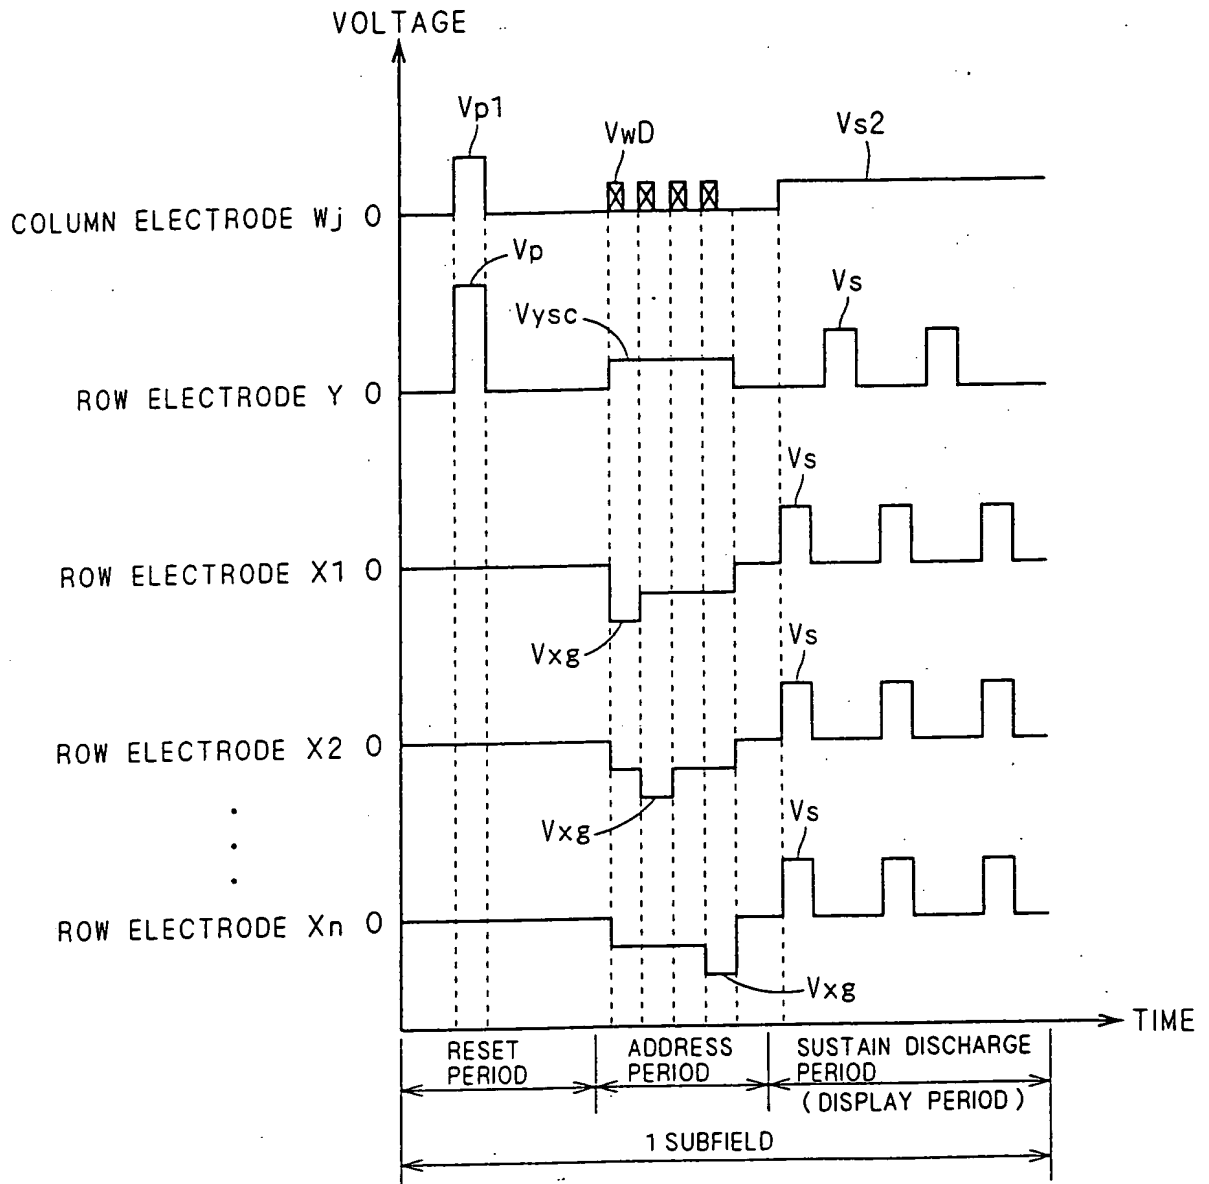 VOLTAGE
Vp1
VwD
Vs2
COLUMN ELECTRODE Wj 0
Vp
Vysc
Vs
ROW ELECTRODE Y 0
Vs
ROW ELECTRODE X1 0
Vxg
Vs
ROW ELECTRODE X2 0
Vxg
Vs
ROW ELECTRODE Xn 0
Vxg
TIME
RESET PERIOD
ADDRESS PERIOD
SUSTAIN DISCHARGE PERIOD
(DISPLAY PERIOD)
1 SUBFIELD